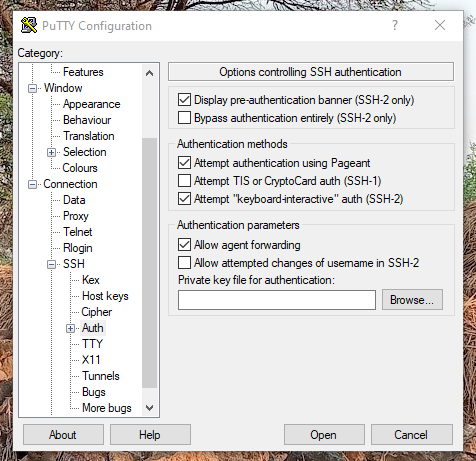 PuTTY Configuration
Category:
Features
Window
Appearance
Behaviour
Translation
Selection
Colours
Connection
Data
Proxy
Telnet
Rlogin
SSH
Kex
Host keys
Cipher
Auth
TTY
X11
Tunnels
Bugs
More bugs
Options controlling SSH authentication
Display pre-authentication banner (SSH-2 only)
Bypass authentication entirely (SSH-2 only)
Authentication methods
Attempt authentication using Pageant
Attempt TIS or CryptoCard auth (SSH-1)
Attempt "keyboard-interactive" auth (SSH-2)
Authentication parameters
Allow agent forwarding
Allow attempted changes of username in SSH-2
Private key file for authentication:
Browse...
About
Help
Open
Cancel